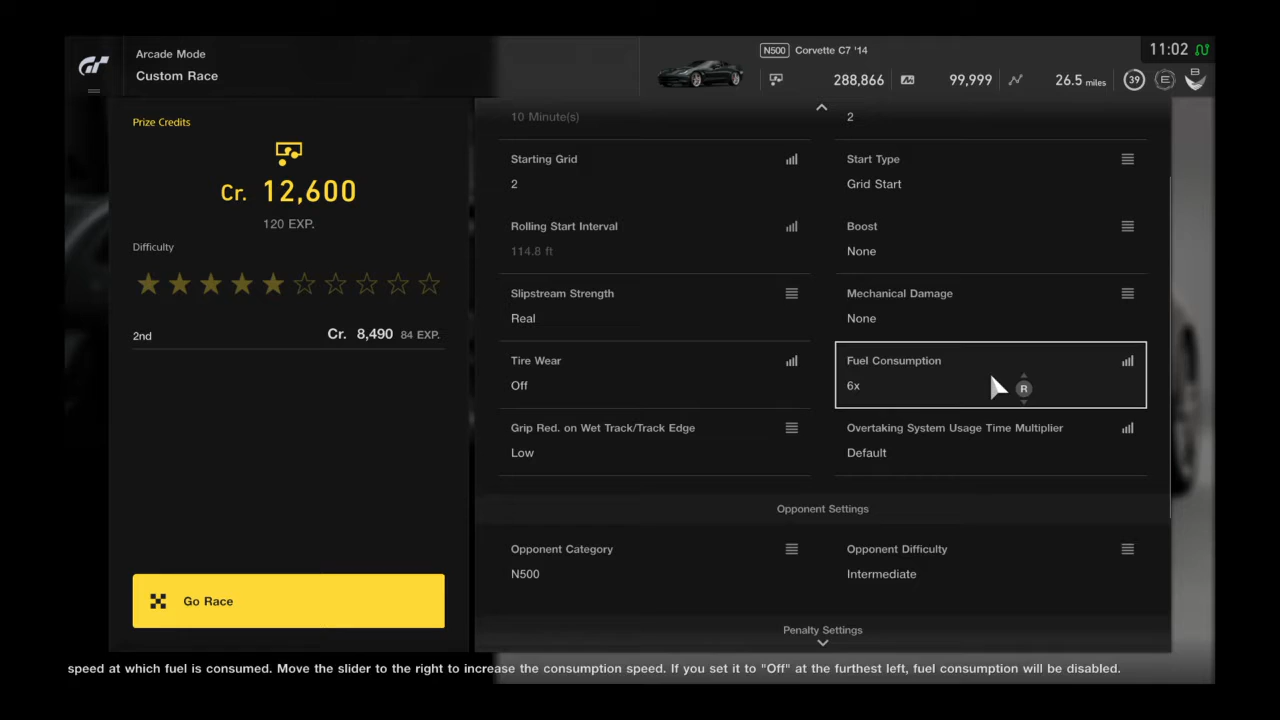 Arcade Mode
Custom Race
N500 Corvette C7 '14
11:02
288,866
99,999
26.5 miles
39
E
B
Prize Credits
Cr. 12,600
120 EXP.
Difficulty
2nd Cr. 8,490 84 EXP.
Go Race
10 Minute(s)
2
Starting Grid
2
Start Type
Grid Start
Rolling Start Interval
114.8 ft
Boost
None
Slipstream Strength
Real
Mechanical Damage
None
Tire Wear
Off
Fuel Consumption
6x
R
Grip Red. on Wet Track/Track Edge
Low
Overtaking System Usage Time Multiplier
Default
Opponent Settings
Opponent Category
N500
Opponent Difficulty
Intermediate
Penalty Settings
speed at which fuel is consumed. Move the slider to the right to increase the consumption speed. If you set it to "Off" at the furthest left, fuel consumption will be disabled.